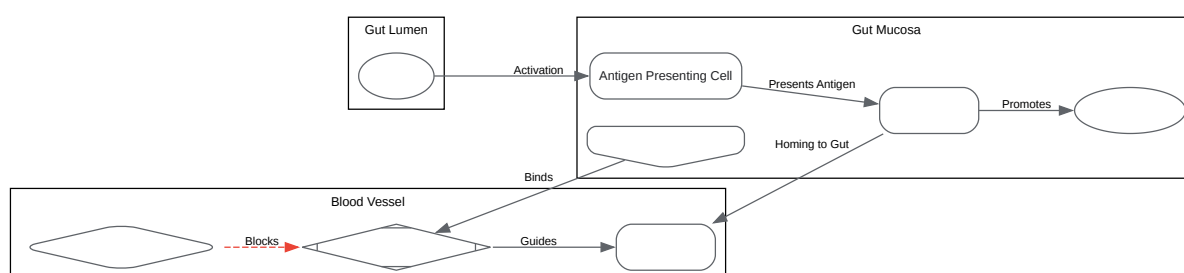 Gut Lumen
Gut Mucosa
Activation
Antigen Presenting Cell
Presents Antigen
Promotes
Homing to Gut
Binds
Blood Vessel
Blocks
Guides